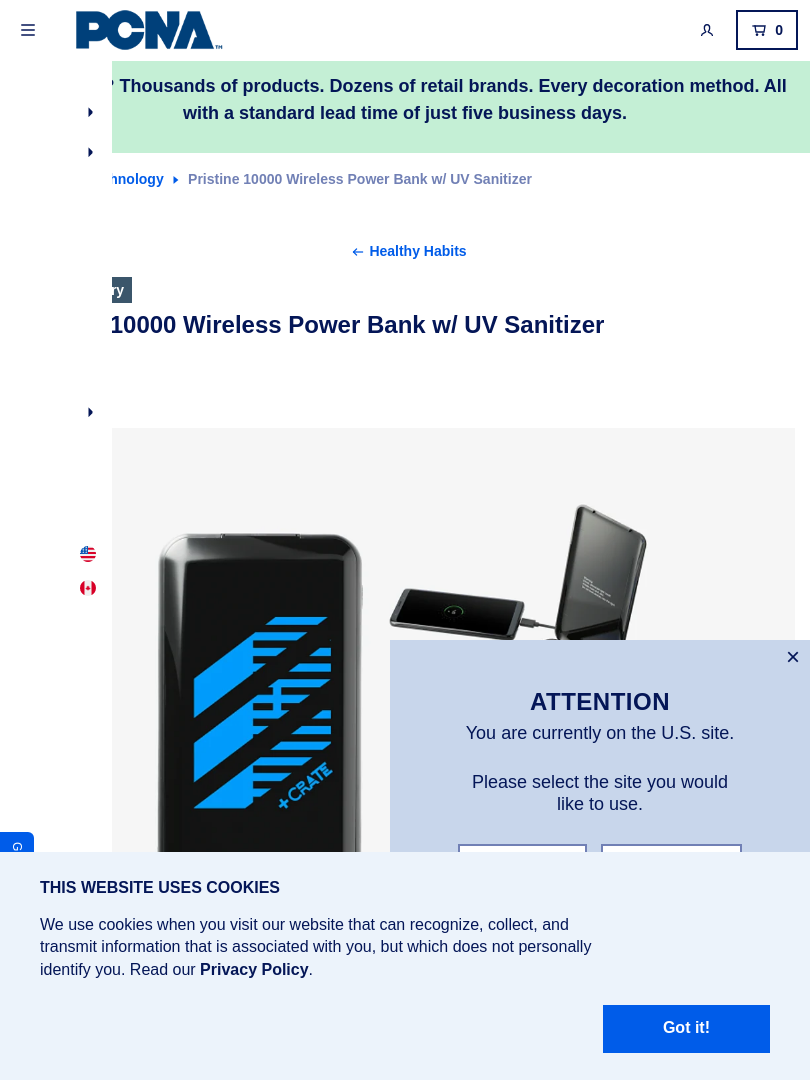 PCNA
0
Thousands of products. Dozens of retail brands. Every decoration method. All
with a standard lead time of just five business days.
Pristine 10000 Wireless Power Bank w/ UV Sanitizer
Healthy Habits
10000 Wireless Power Bank w/ UV Sanitizer
+CRATE
ATTENTION
You are currently on the U.S. site.
Please select the site you would
like to use.
G
THIS WEBSITE USES COOKIES
We use cookies when you visit our website that can recognize, collect, and
transmit information that is associated with you, but which does not personally
identify you. Read our Privacy Policy.
Got it!